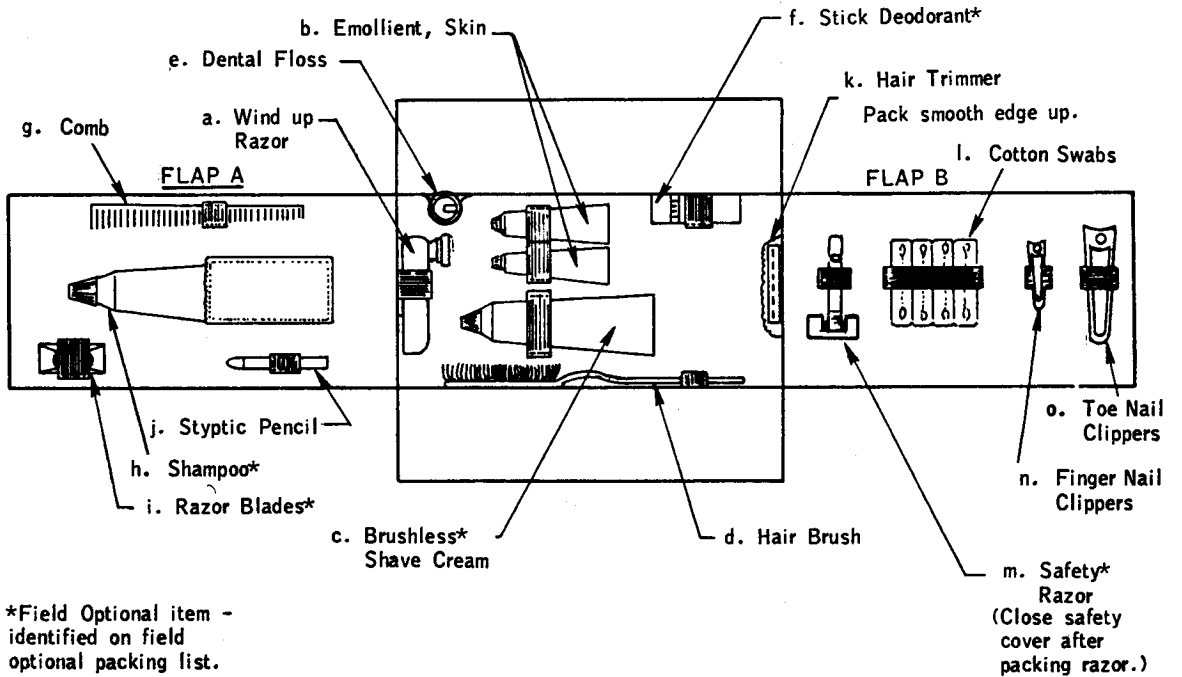 b. Emollient, Skin
f. Stick Deodorant*
e. Dental Floss
k. Hair Trimmer
Pack smooth edge up.
a. Wind up
Razor
g. Comb
l. Cotton Swabs
FLAP A
FLAP B
j. Styptic Pencil
h. Shampoo*
i. Razor Blades*
o. Toe Nail
Clippers
n. Finger Nail
Clippers
c. Brushless*
Shave Cream
d. Hair Brush
m. Safety*
Razor
(Close safety
cover after
packing razor.)
*Field Optional item -
identified on field
optional packing list.